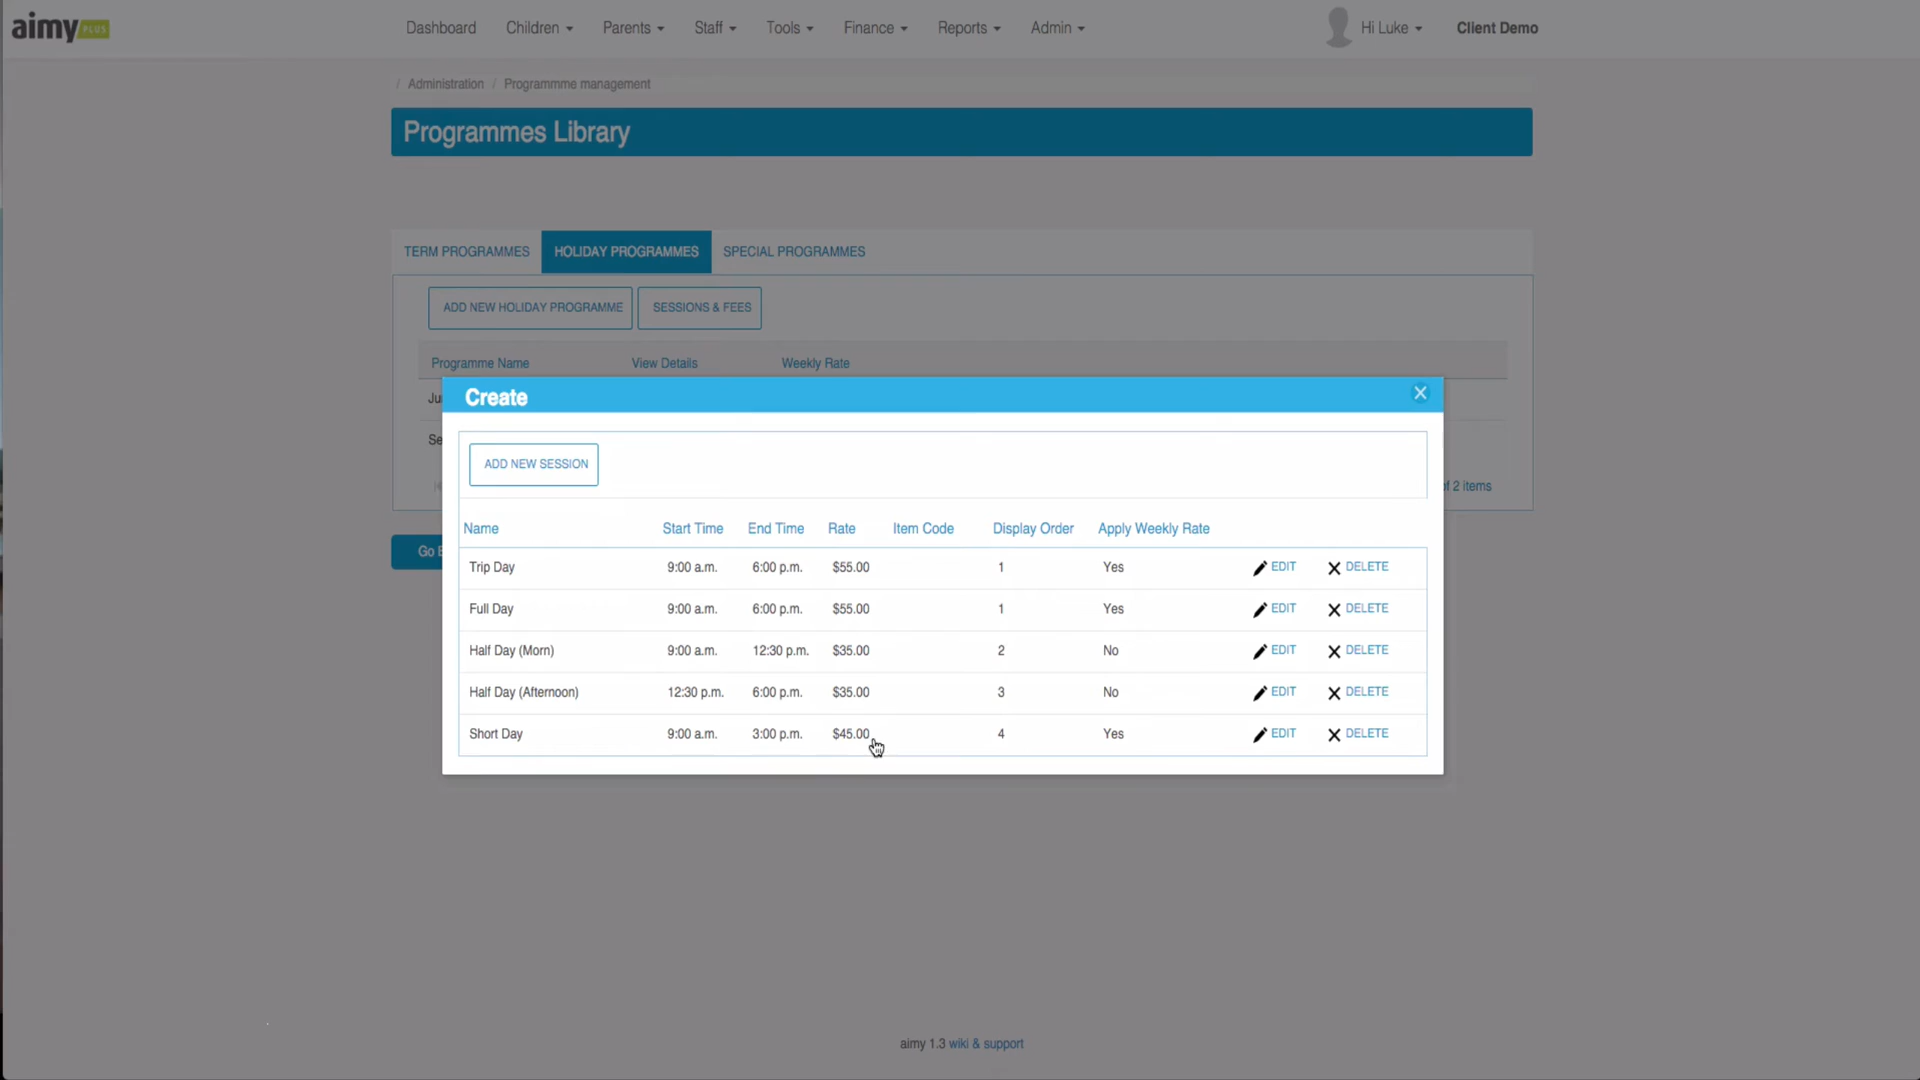 aimy PLUS
Dashboard Children Parents Staff Tools Finance Reports Admin Hi Luke Client Demo
/ Administration / Programmme management
Programmes Library
TERM PROGRAMMES HOLIDAY PROGRAMMES SPECIAL PROGRAMMES
ADD NEW HOLIDAY PROGRAMME SESSIONS & FEES
Programme Name View Details Weekly Rate
Ju
Create
Se
ADD NEW SESSION
of 2 items
Name Start Time End Time Rate Item Code Display Order Apply Weekly Rate
Go
Trip Day 9:00 a.m. 6:00 p.m. $55.00 1 Yes EDIT DELETE
Full Day 9:00 a.m. 6:00 p.m. $55.00 1 Yes EDIT DELETE
Half Day (Morn) 9:00 a.m. 12:30 p.m. $35.00 2 No EDIT DELETE
Half Day (Afternoon) 12:30 p.m. 6:00 p.m. $35.00 3 No EDIT DELETE
Short Day 9:00 a.m. 3:00 p.m. $45.00 4 Yes EDIT DELETE
aimy 1.3 wiki & support